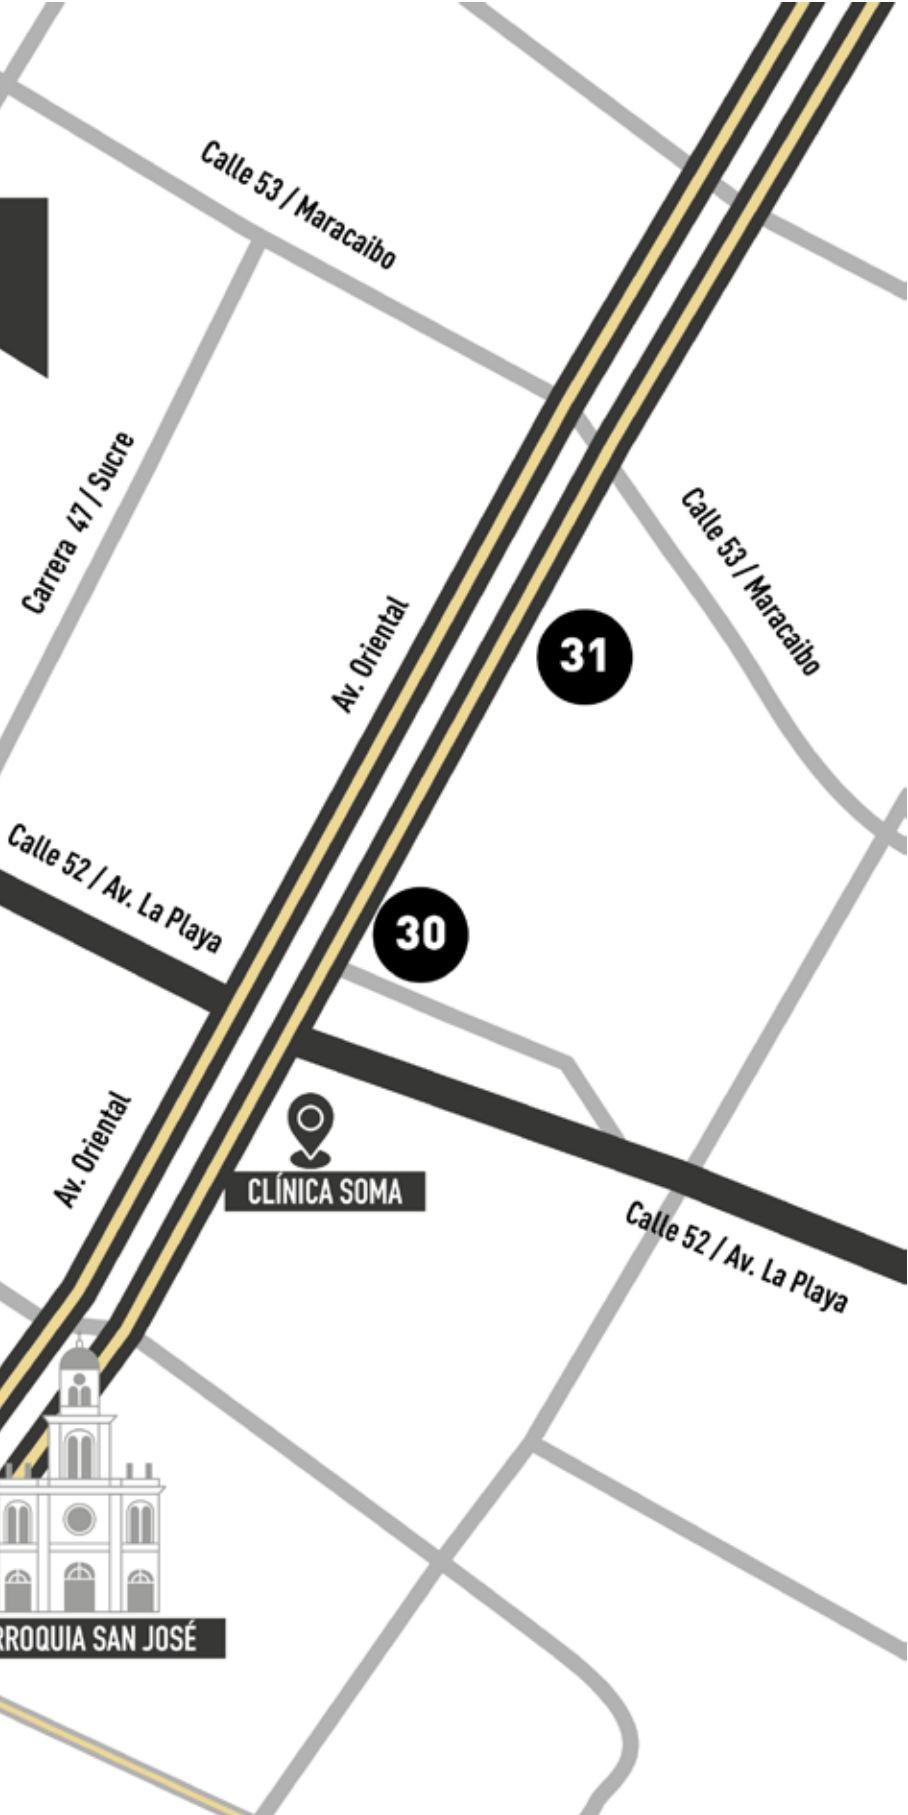 Calle 53 / Maracaibo
Carrera 47 / Sucre
Calle 53 / Maracaibo
Av. Oriental
31
Calle 52 / Av. La Playa
30
Av. Oriental
CLÍNICA SOMA
Calle 52 / Av. La Playa
RROQUIA SAN JOSÉ